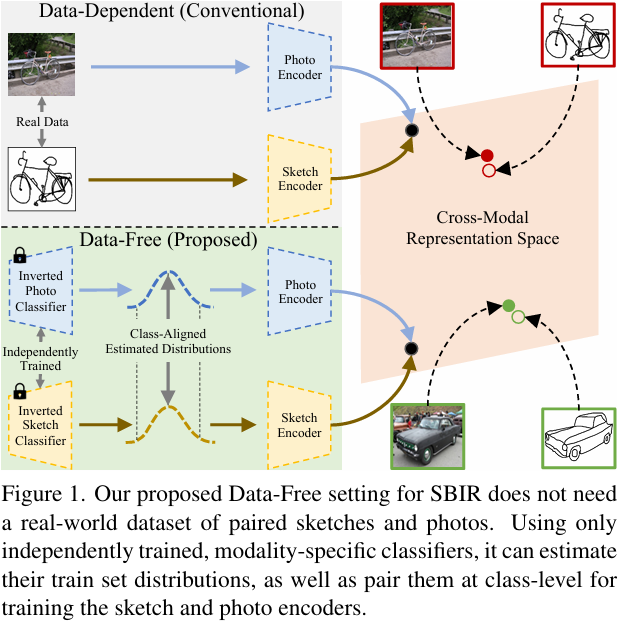 Data-Dependent (Conventional)
Photo
Encoder
Real Data
Sketch
Encoder
Cross-Modal
Representation Space
Data-Free (Proposed)
Inverted
Photo
Classifier
Photo
Encoder
Independently
Trained
Class-Aligned
Estimated Distributions
Inverted
Sketch
Classifier
Sketch
Encoder
Figure 1. Our proposed Data-Free setting for SBIR does not need
a real-world dataset of paired sketches and photos. Using only
independently trained, modality-specific classifiers, it can estimate
their train set distributions, as well as pair them at class-level for
training the sketch and photo encoders.